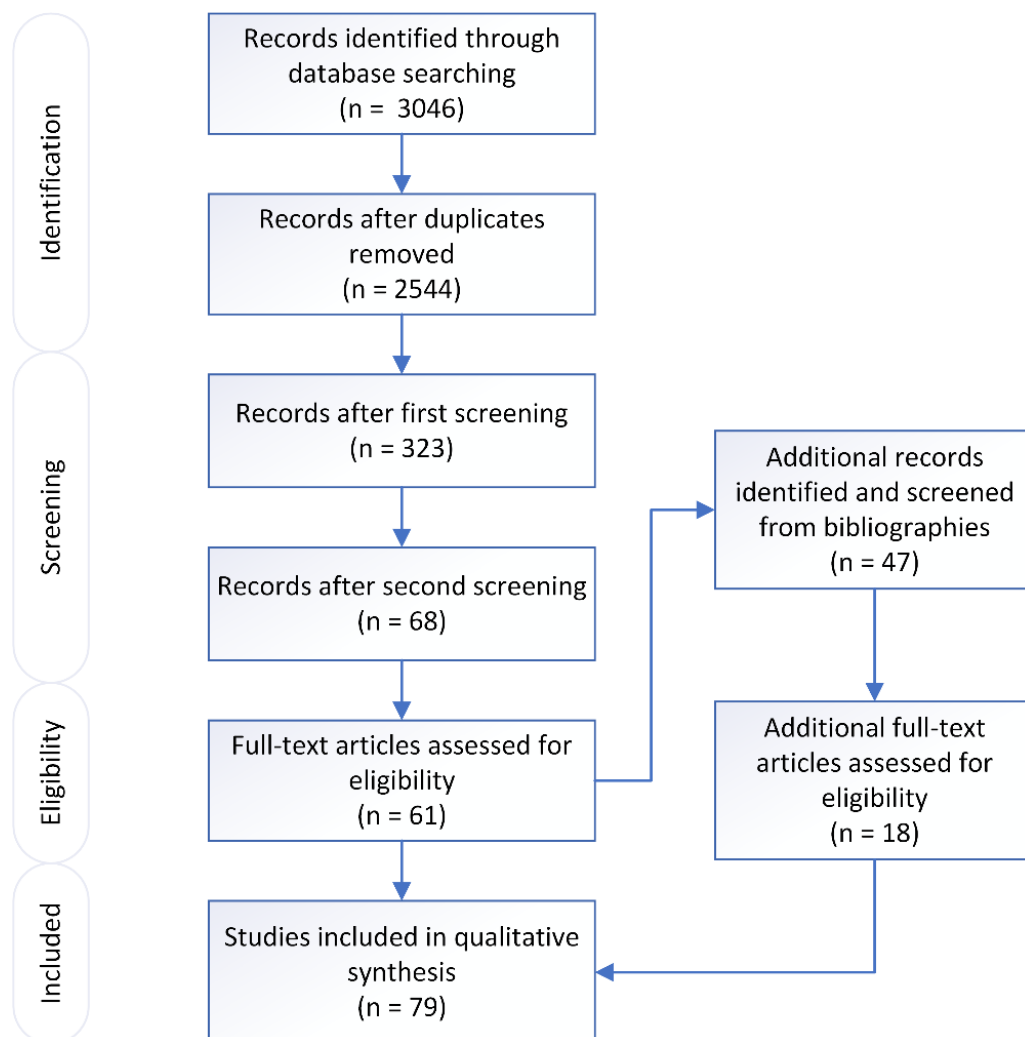 Identification
Records identified through
database searching
(n =  3046)
Records after duplicates
removed
(n = 2544)
Screening
Records after first screening
(n = 323)
Records after second screening
(n = 68)
Additional records
identified and screened
from bibliographies
(n = 47)
Eligibility
Full-text articles assessed for
eligibility
(n = 61)
Additional full-text
articles assessed for
eligibility
(n = 18)
Included
Studies included in qualitative
synthesis
(n = 79)